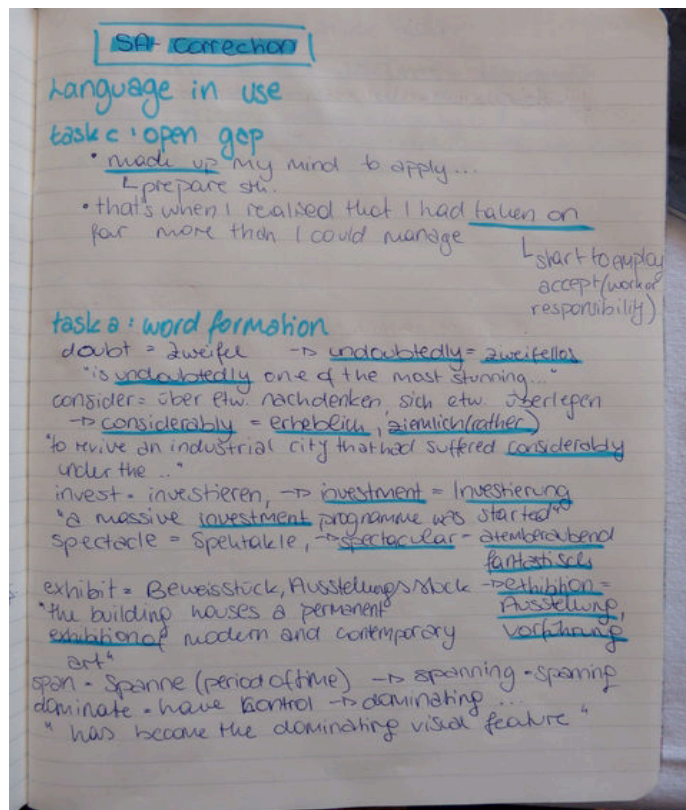 SA- correction
Language in use
task c: open gap
• made up my mind to apply...
↳ prepare sth.
• that's when I realised that I had taken on
far more than I could manage
↳ start to employ
accept (work or
responsibility)
task a: word formation
doubt = zweifel → undoubtedly = zweifellos
"is undoubtedly one of the most stunning..."
consider = über etw. nachdenken, sich etw. überlegen
→ considerably = erheblich, ziemlich (rather)
"to revive an industrial city that had suffered considerably
under the .."
invest = investieren, → investment = Investierung
"a massive investment programme was started"
spectacle = Spektakle, → spectacular = atemberaubend
fantastisch
exhibit = Beweisstück, Ausstellungsstück → exhibition =
"the building houses a permanent Ausstellung,
exhibition of modern and contemporary Vorführung
art"
span = Spanne (period of time) → spanning = spanning
dominate = have control → dominating ...
"has become the dominating visual feature"